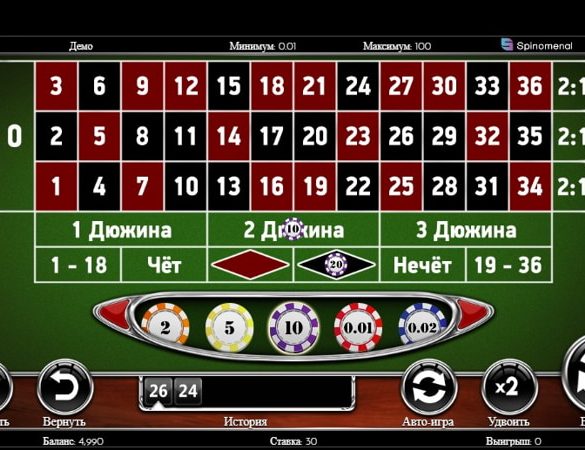 Демо Минимум: 0.01 Максимум: 100 Spinomenal
3 6 9 12 15 18 21 24 27 30 33 36 2:1
0 2 5 8 11 14 17 20 23 26 29 32 35 2:1
1 4 7 10 13 16 19 22 25 28 31 34 2:1
1 Дюжина 2 Дюжина 10 3 Дюжина
1 - 18 Чёт 20 Нечёт 19 - 36
2 5 10 0.01 0.02
26 24 x2
Вернуть История Авто-игра Удвоить
Баланс: 4,990 Ставка: 30 Выигрыш: 0